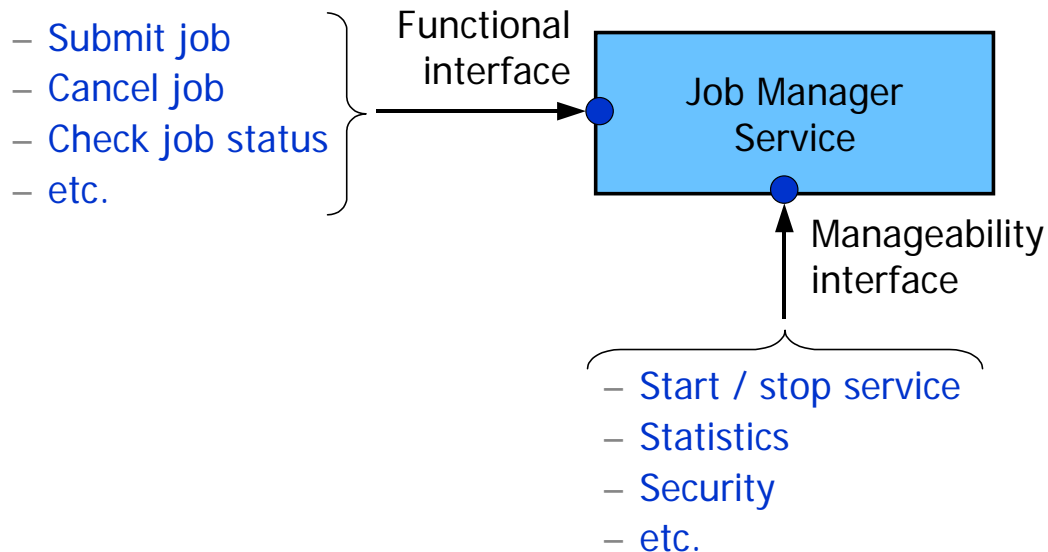 – Submit job
– Cancel job
– Check job status
– etc.
Functional
interface
Job Manager
Service
Manageability
interface
– Start / stop service
– Statistics
– Security
– etc.